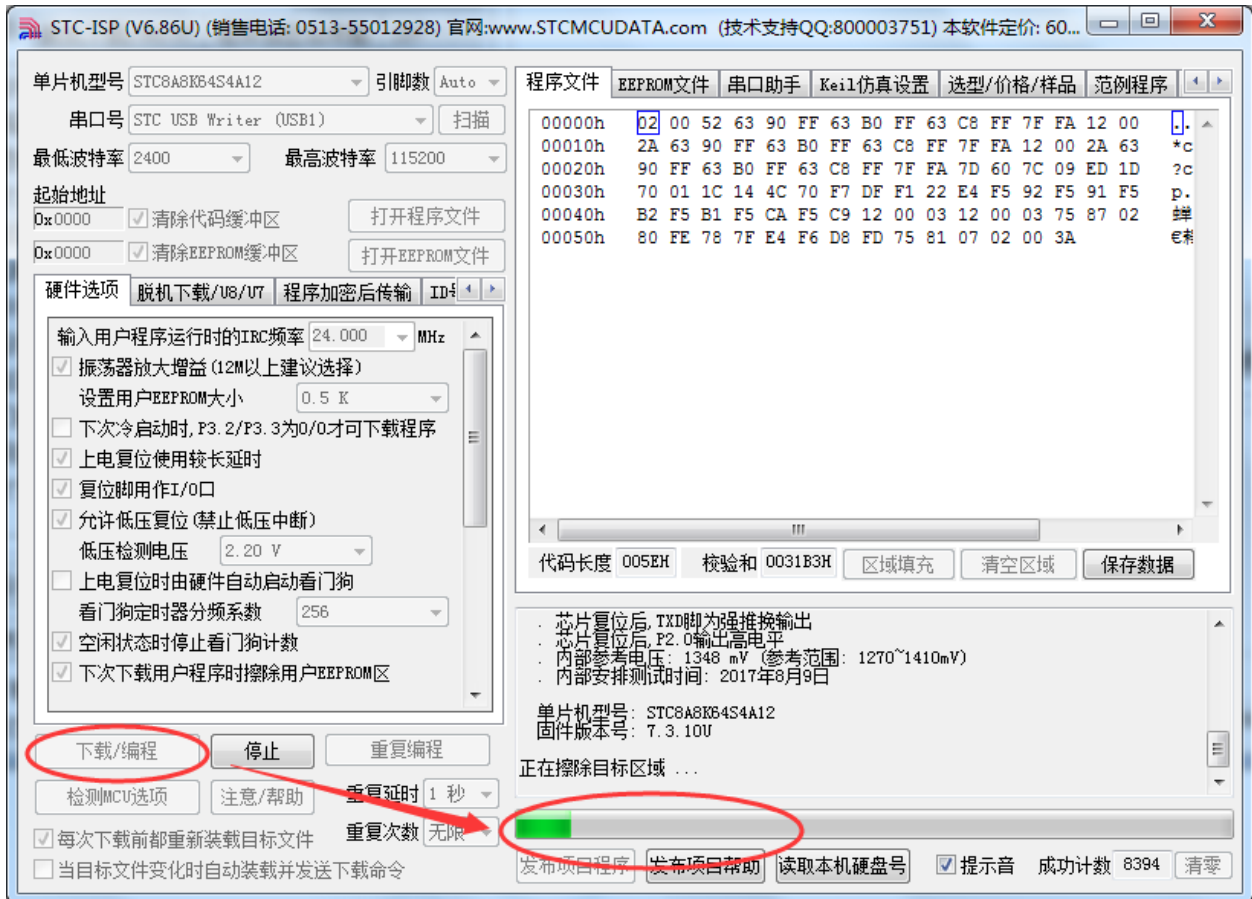 STC-ISP (V6.86U) (销售电话: 0513-55012928) 官网:www.STCMCUDATA.com (技术支持QQ:800003751) 本软件定价: 60...
单片机型号 STC8A8K64S4A12 引脚数 Auto
串口号 STC USB Writer (USB1) 扫描
最低波特率 2400 最高波特率 115200
起始地址
0x0000 清除代码缓冲区 打开程序文件
0x0000 清除EEPROM缓冲区 打开EEPROM文件
硬件选项 脱机下载/U8/U7 程序加密后传输
输入用户程序运行时的IRC频率 24.000 MHz
振荡器放大增益(12M以上建议选择)
设置用户EEPROM大小 0.5 K
下次冷启动时,P3.2/P3.3为0/0才可下载程序
上电复位使用较长延时
复位脚用作I/O口
允许低压复位(禁止低压中断)
低压检测电压 2.20 V
上电复位时由硬件自动启动看门狗
看门狗定时器分频系数 256
空闲状态时停止看门狗计数
下次下载用户程序时擦除用户EEPROM区
下载/编程 停止 重复编程
检测MCU选项 注意/帮助 重复延时 1 秒
每次下载前都重新装载目标文件 重复次数 无限
当目标文件变化时自动装载并发送下载命令
程序文件 EEPROM文件 串口助手 Keil仿真设置 选型/价格/样品 范例程序
00000h 02 00 52 63 90 FF 63 B0 FF 63 C8 FF 7F FA 12 00 ..
00010h 2A 63 90 FF 63 B0 FF 63 C8 FF 7F FA 12 00 2A 63 *c
00020h 90 FF 63 B0 FF 63 C8 FF 7F FA 7D 60 7C 09 ED 1D ?c
00030h 70 01 1C 14 4C 70 F7 DF F1 22 E4 F5 92 F5 91 F5 p.
00040h B2 F5 B1 F5 CA F5 C9 12 00 03 12 00 03 75 87 02
00050h 80 FE 78 7F E4 F6 D8 FD 75 81 07 02 00 3A
代码长度 005EH 校验和 0031B3H 区域填充 清空区域 保存数据
. 芯片复位后,TXD脚为强推挽输出
. 芯片复位后,P2.0输出高电平
. 内部参考电压: 1348 mV (参考范围: 1270~1410mV)
. 内部安排测试时间: 2017年8月9日
单片机型号: STC8A8K64S4A12
固件版本号: 7.3.10U
正在擦除目标区域 ...
发布项目程序 发布项目帮助 读取本机硬盘号 提示音 成功计数 8394 清零